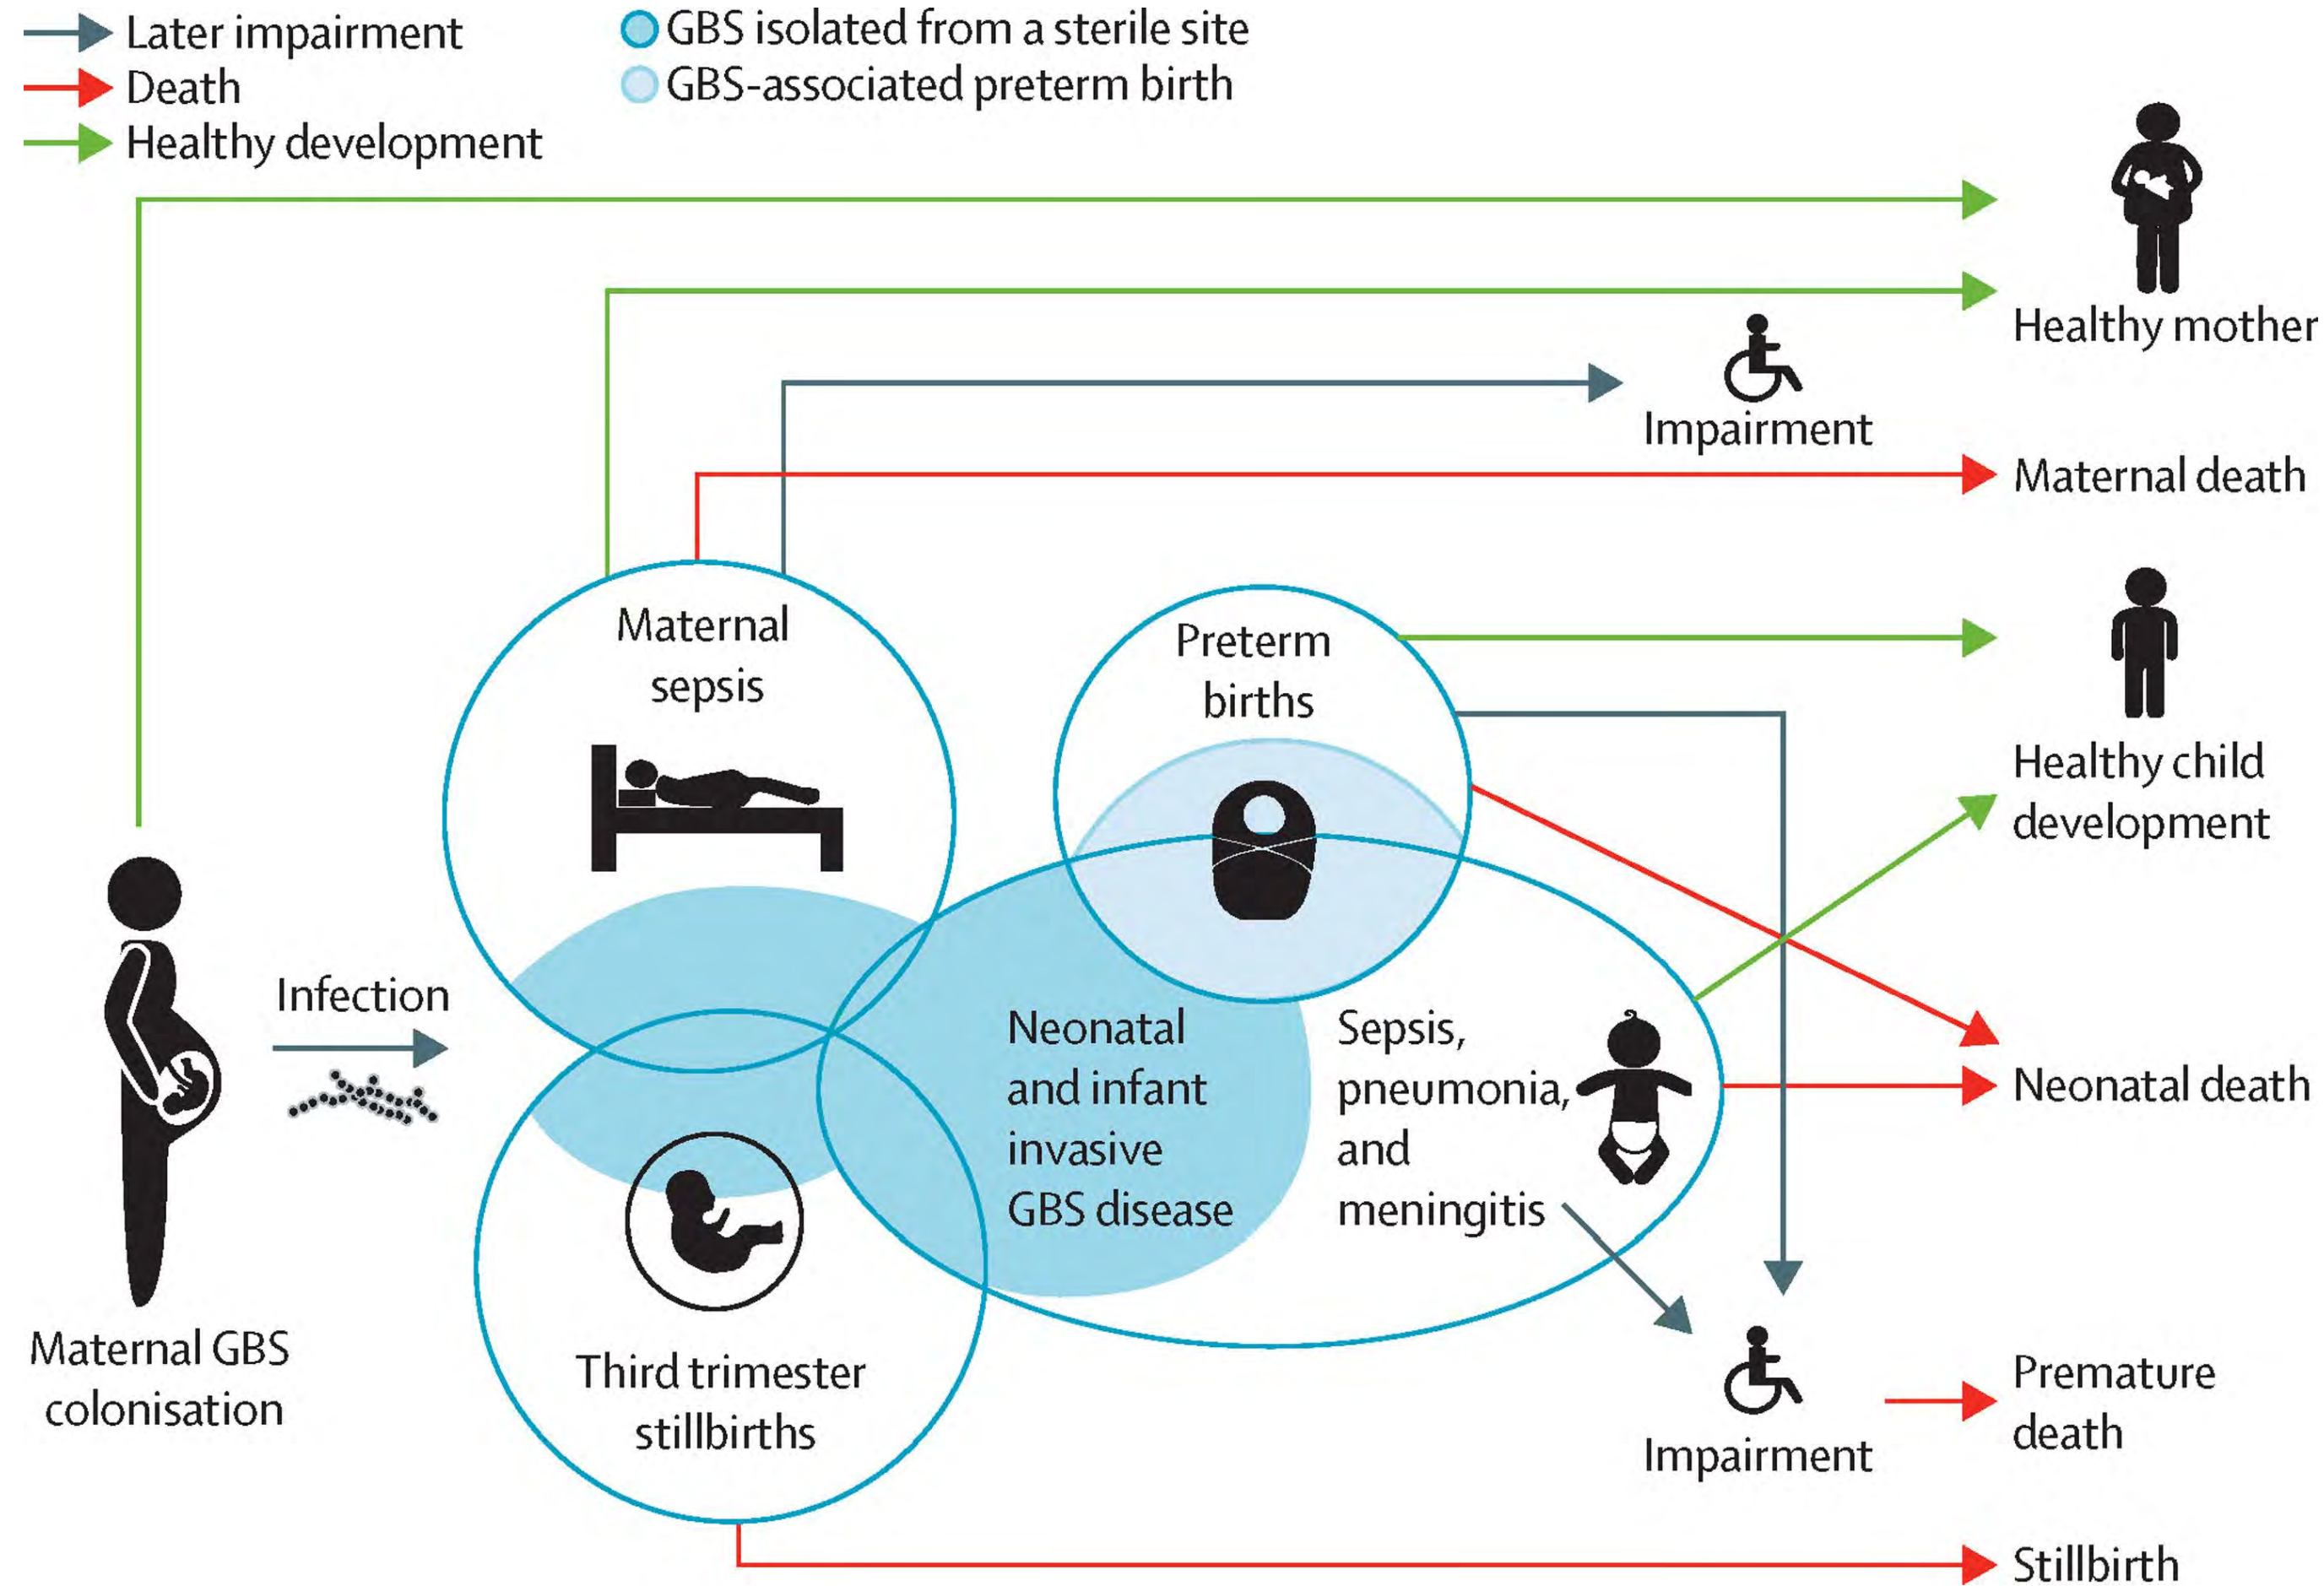 Later impairment
Death
Healthy development
GBS isolated from a sterile site
GBS-associated preterm birth
Healthy mother
Impairment
Maternal death
Maternal
sepsis
Preterm
births
Healthy child
development
Infection
Neonatal
and infant
invasive
GBS disease
Sepsis,
pneumonia,
and
meningitis
Neonatal death
Maternal GBS
colonisation
Third trimester
stillbirths
Impairment
Premature
death
Stillbirth